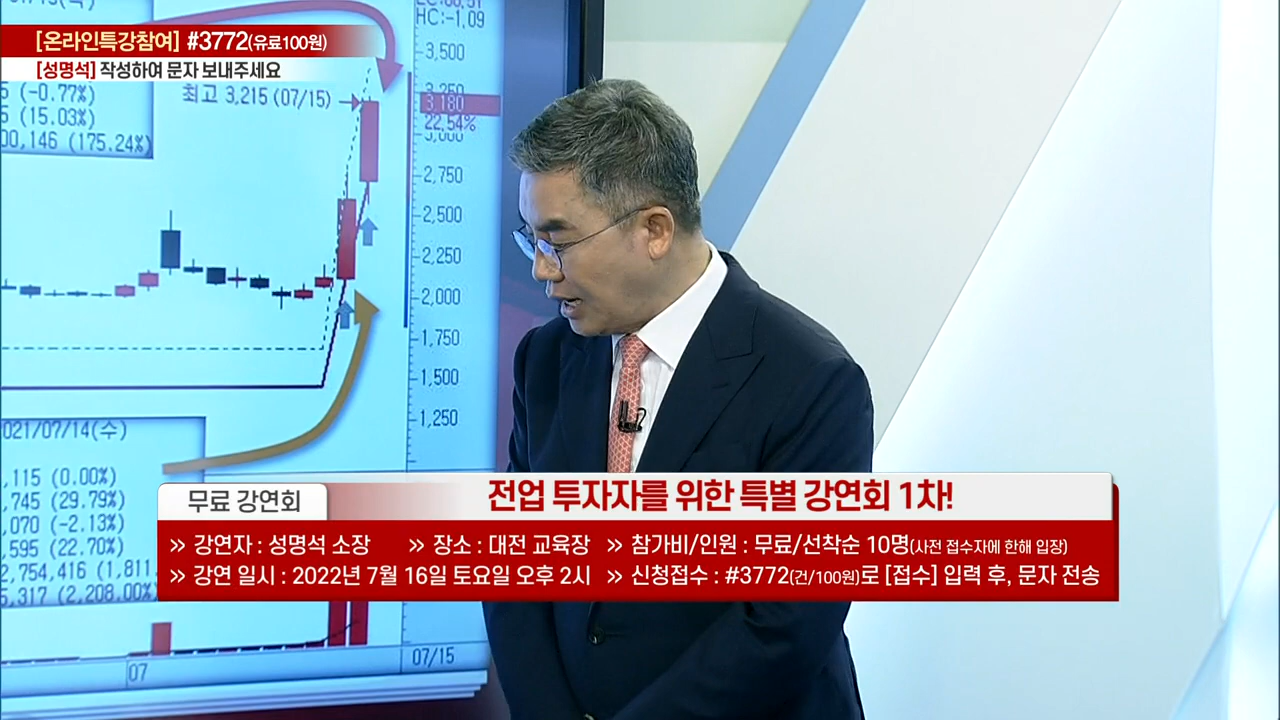 HC:-1,09
[온라인특강참여] #3772(유료100원)
[성명석] 작성하여 문자 보내주세요
(-0.77%)
(15.03%)
00,146 (175.24%)
최고 3,215 (07/15)
3,500
3,250
3,180
22.54%
3,000
2,750
2,500
2,250
2,000
1,750
1,500
1,250
021/07/14(수)
,115 (0.00%)
,745 (29.79%)
,070 (-2.13%)
,595 (22.70%)
2,754,416 (1,811,
5,317 (2,208.00%)
무료 강연회
전업 투자자를 위한 특별 강연회 1차!
» 강연자 : 성명석 소장 » 장소 : 대전 교육장 » 참가비/인원 : 무료/선착순 10명(사전 접수자에 한해 입장)
» 강연 일시 : 2022년 7월 16일 토요일 오후 2시 » 신청접수 : #3772(건/100원)로 [접수] 입력 후, 문자 전송
07
07/15